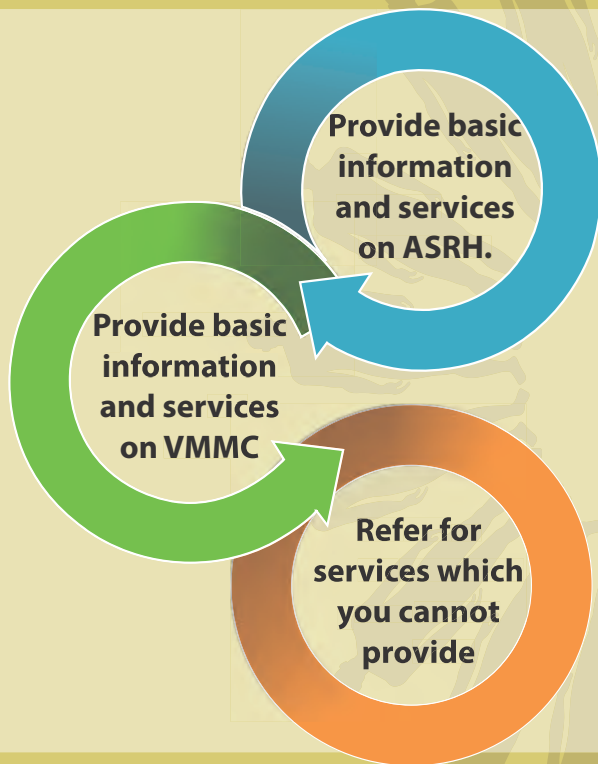 Provide basic
information
and services
on ASRH.
Provide basic
information
and services
on VMMC
Refer for
services which
you cannot
provide